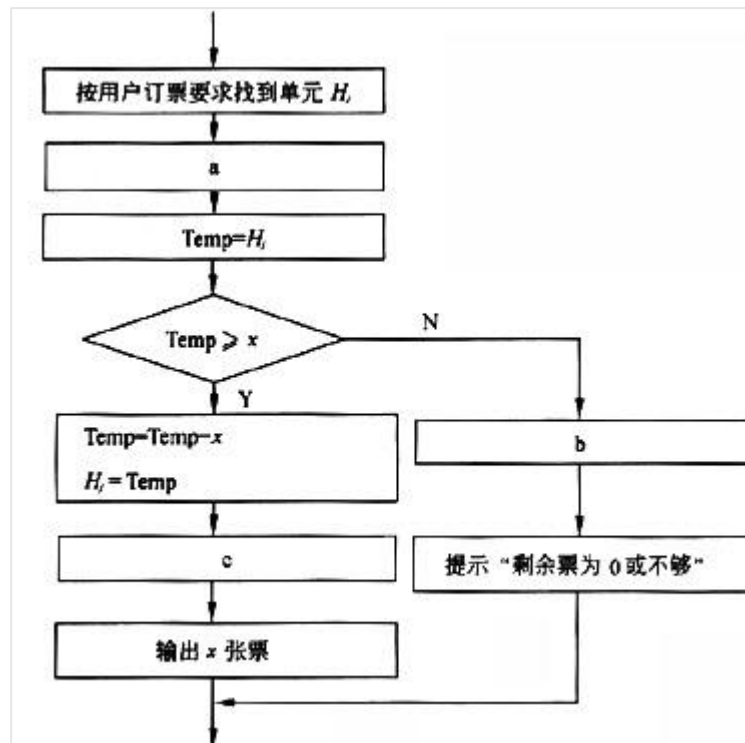 按用户订票要求找到单元 Hᵢ
a
Temp=Hᵢ
Temp ⩾ x
N
Y
Temp=Temp−x
Hᵢ = Temp
b
c
提示“剩余票为 0 或不够”
输出 x 张票